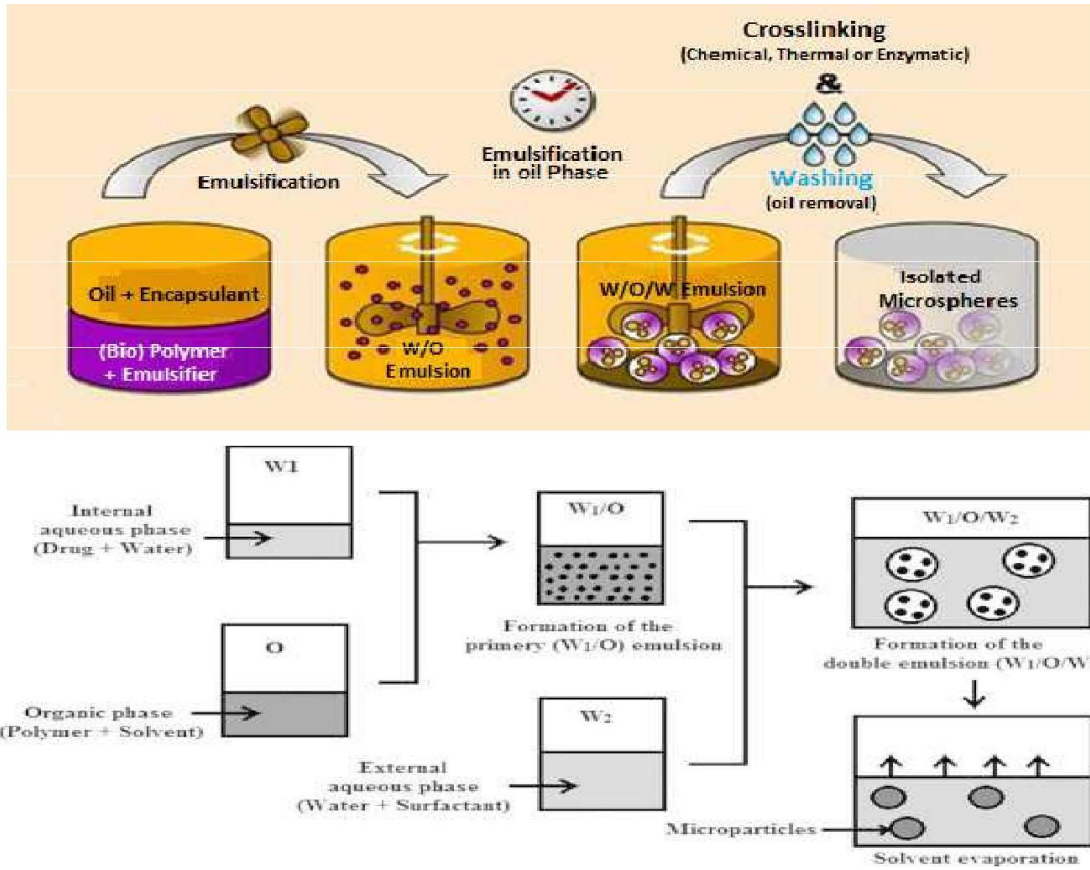 Crosslinking
(Chemical, Thermal or Enzymatic)
&
Emulsification
Emulsification
in oil Phase
Washing
(oil removal)
Oil + Encapsulant
(Bio) Polymer
+ Emulsifier
W/O
Emulsion
W/O/W Emulsion
Isolated
Microspheres
W1
Internal
aqueous phase
(Drug + Water)
O
Organic phase
(Polymer + Solvent)
W1/O
Formation of the
primery (W1/O) emulsion
W2
External
aqueous phase
(Water + Surfactant)
W1/O/W2
Formation of the
double emulsion (W1/O/W
Microparticles
Solvent evaporation